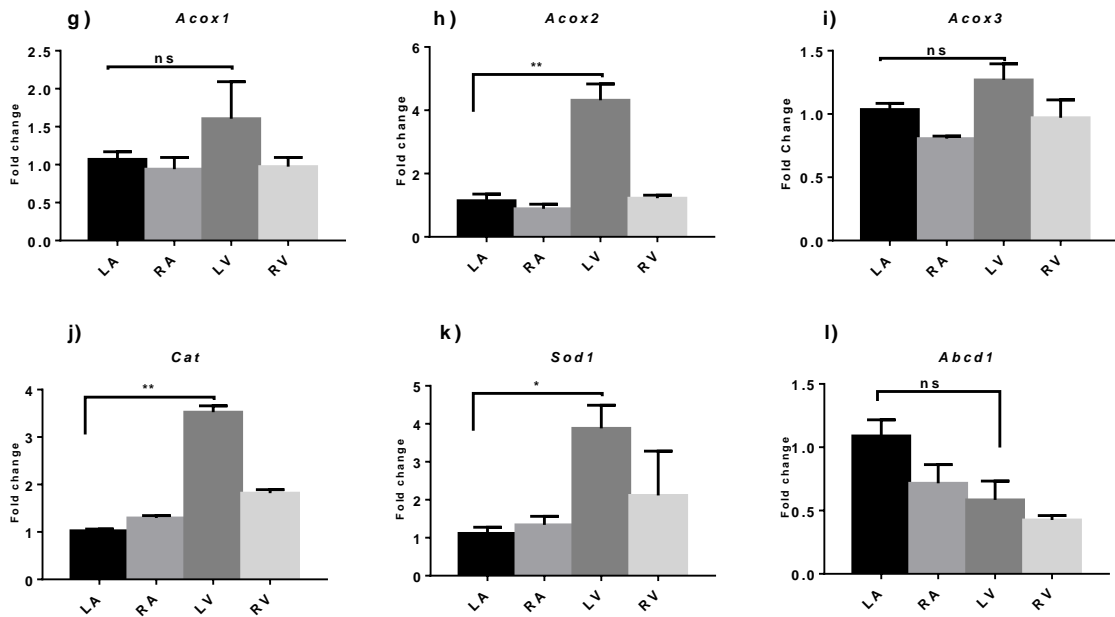 g) Acox1
Fold change
2.5
2.0
1.5
1.0
0.5
0.0
ns
LA RA LV RV
h) Acox2
Fold change
6
4
2
0
**
LA RA LV RV
i) Acox3
Fold Change
1.5
1.0
0.5
0.0
ns
LA RA LV RV
j) Cat
Fold change
4
3
2
1
0
**
LA RA LV RV
k) Sod1
Fold change
5
4
3
2
1
0
*
LA RA LV RV
l) Abcd1
Fold change
1.5
1.0
0.5
0.0
ns
LA RA LV RV